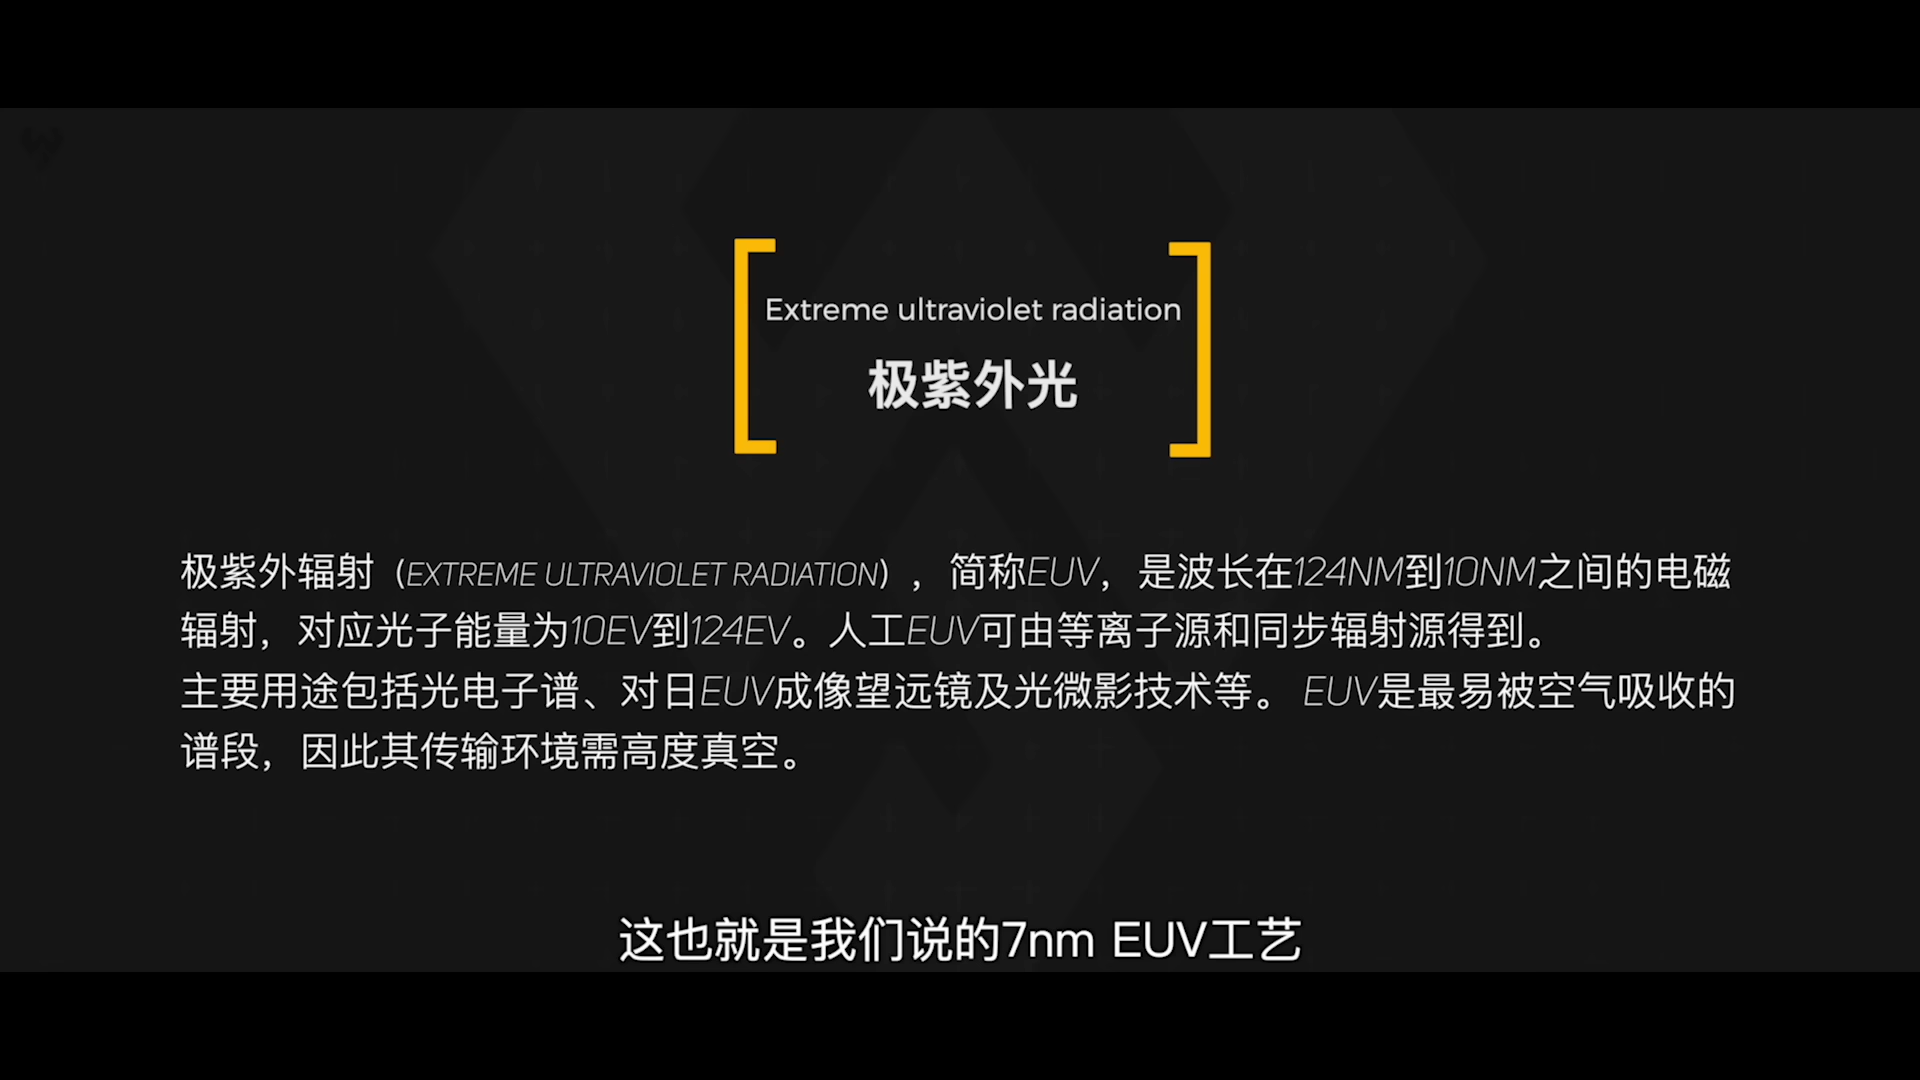 Extreme ultraviolet radiation
极紫外光
极紫外辐射（EXTREME ULTRAVIOLET RADIATION），简称EUV，是波长在124NM到10NM之间的电磁
辐射，对应光子能量为10EV到124EV。人工EUV可由等离子源和同步辐射源得到。
主要用途包括光电子谱、对日EUV成像望远镜及光微影技术等。 EUV是最易被空气吸收的
谱段，因此其传输环境需高度真空。
这也就是我们说的7nm EUV工艺